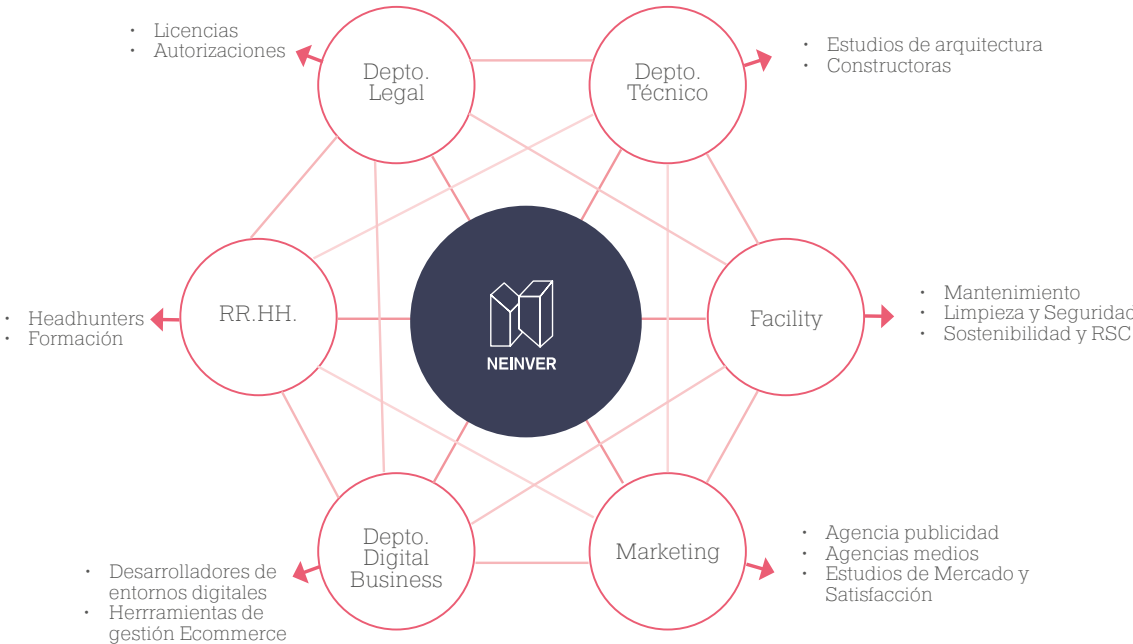 · Licencias
· Autorizaciones
Depto.
Legal
Depto.
Técnico
· Estudios de arquitectura
· Constructoras
· Headhunters
· Formación
RR.HH.
NEINVER
Facility
· Mantenimiento
· Limpieza y Seguridad
· Sostenibilidad y RSC
· Desarrolladores de
entornos digitales
· Herrramientas de
gestión Ecommerce
Depto.
Digital
Business
Marketing
· Agencia publicidad
· Agencias medios
· Estudios de Mercado y
Satisfacción